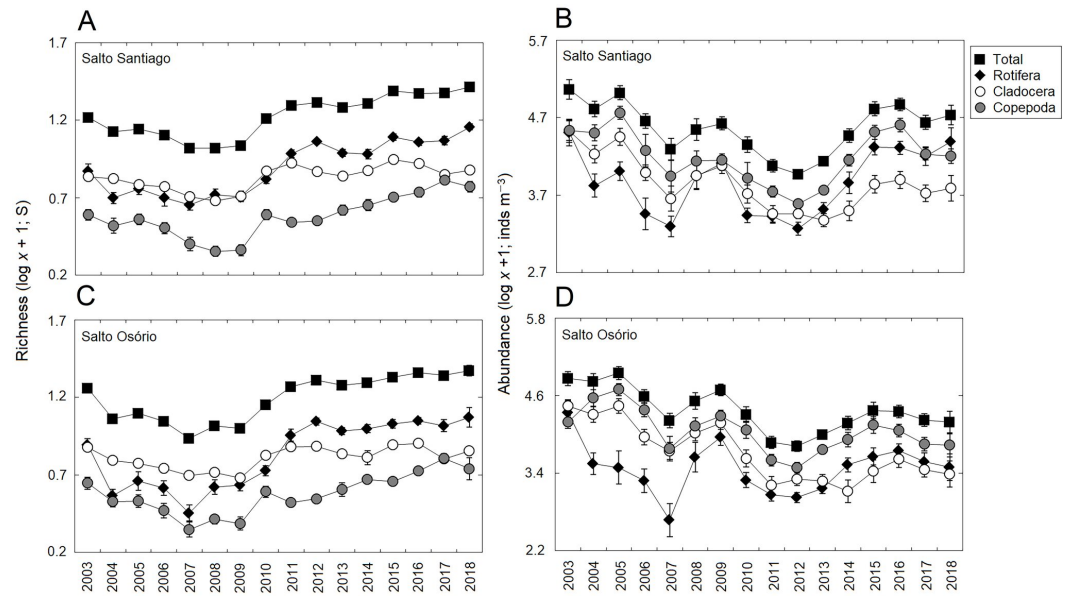 A
B
1.7
1.2
0.7
0.2
Salto Santiago
5.7
4.7
3.7
2.7
Salto Santiago
Total
Rotifera
Cladocera
Copepoda
Richness (log x + 1; S)
Abundance (log x +1; inds m⁻³)
C
D
1.7
1.2
0.7
0.2
Salto Osório
5.8
4.6
3.4
2.2
Salto Osório
2003 2004 2005 2006 2007 2008 2009 2010 2011 2012 2013 2014 2015 2016 2017 2018
2003 2004 2005 2006 2007 2008 2009 2010 2011 2012 2013 2014 2015 2016 2017 2018